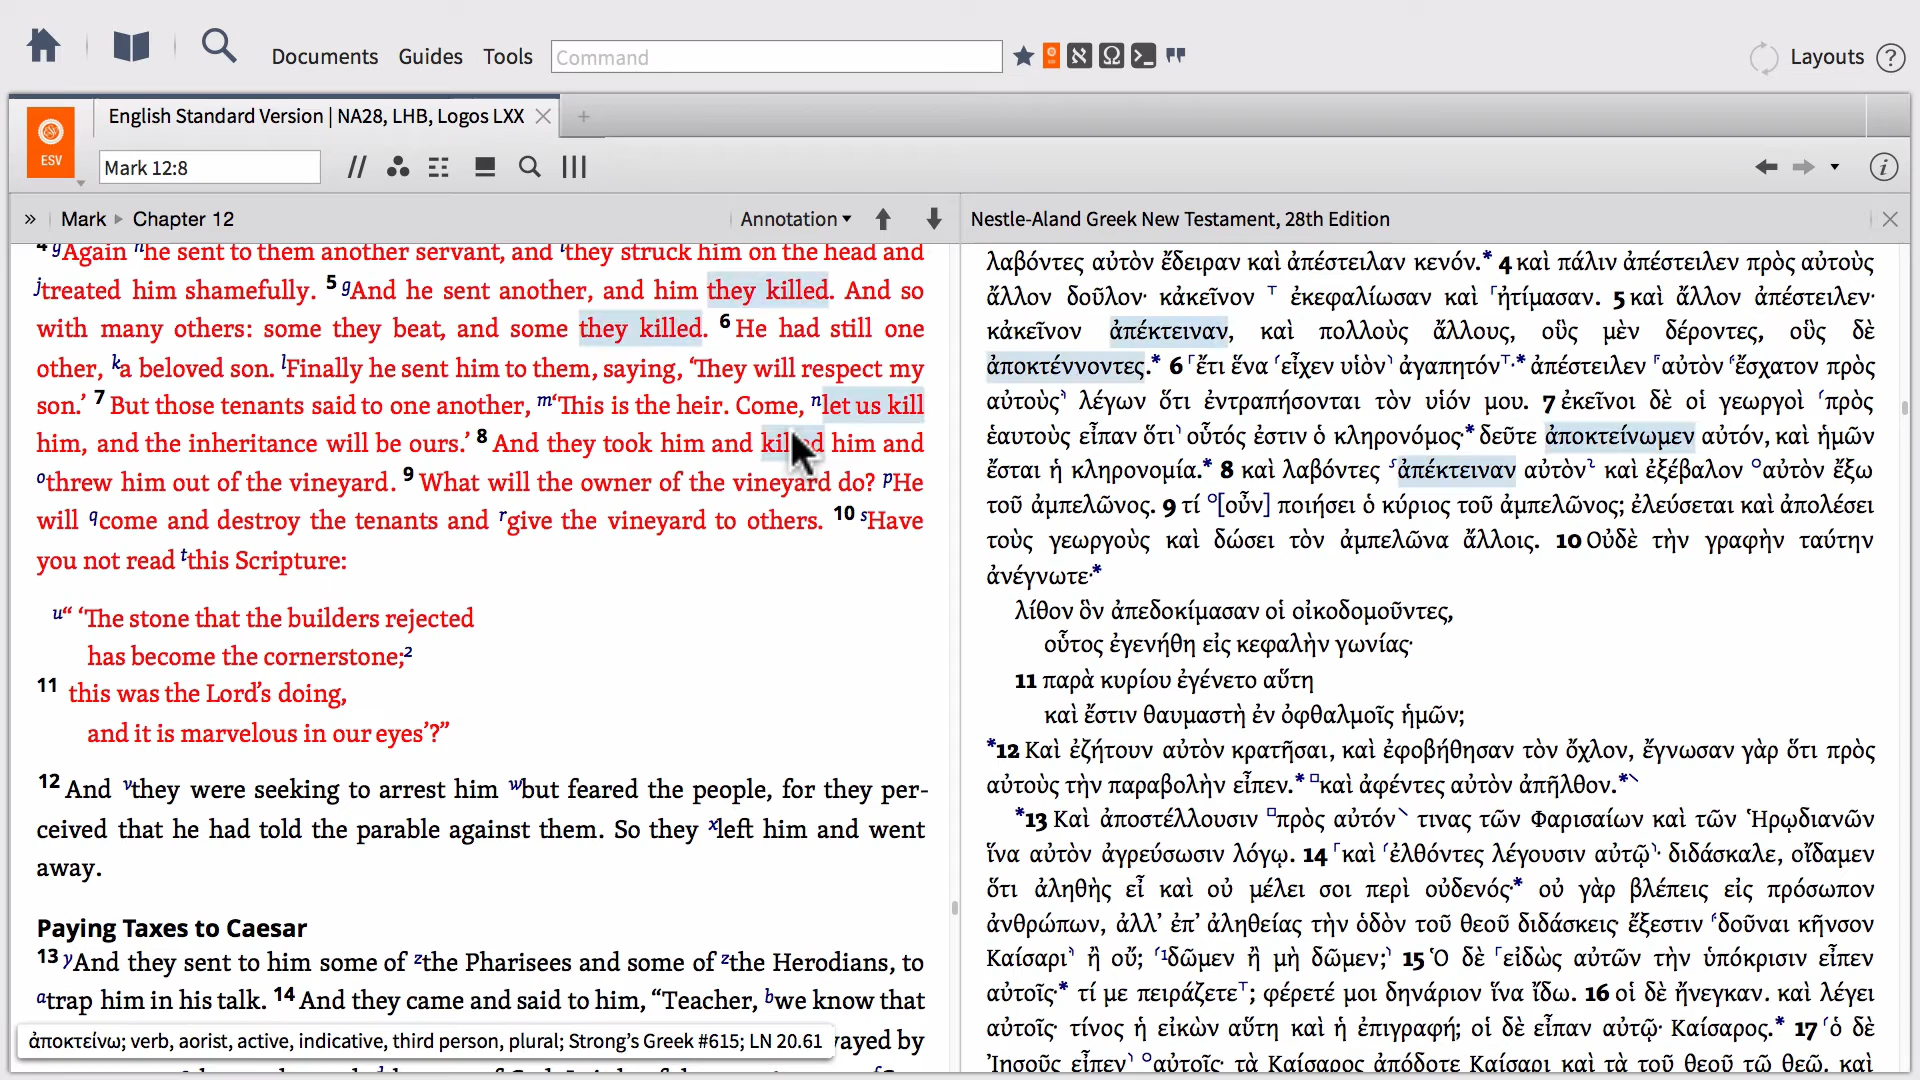 Documents Guides Tools Command Layouts ?
English Standard Version | NA28, LHB, Logos LXX
ESV
Mark 12:8
» Mark Chapter 12 Annotation
4 gAgain hhe sent to them another servant, and ithey struck him on the head and
jtreated him shamefully. 5 gAnd he sent another, and him they killed. And so
with many others: some they beat, and some they killed. 6 He had still one
other, ka beloved son. lFinally he sent him to them, saying, ‘They will respect my
son.’ 7 But those tenants said to one another, m‘This is the heir. Come, nlet us kill
him, and the inheritance will be ours.’ 8 And they took him and killed him and
othrew him out of the vineyard. 9 What will the owner of the vineyard do? pHe
will qcome and destroy the tenants and rgive the vineyard to others. 10 sHave
you not read tthis Scripture:
u“ ‘The stone that the builders rejected
has become the cornerstone;2
11 this was the Lord’s doing,
and it is marvelous in our eyes’?”
12 And vthey were seeking to arrest him wbut feared the people, for they per-
ceived that he had told the parable against them. So they xleft him and went
away.
Paying Taxes to Caesar
13 yAnd they sent to him some of zthe Pharisees and some of zthe Herodians, to
atrap him in his talk. 14 And they came and said to him, “Teacher, bwe know that
ἀποκτείνω; verb, aorist, active, indicative, third person, plural; Strong’s Greek #615; LN 20.61
yed by
Nestle-Aland Greek New Testament, 28th Edition
λαβόντες αὐτὸν ἔδειραν καὶ ἀπέστειλαν κενόν.* 4 καὶ πάλιν ἀπέστειλεν πρὸς αὐτοὺς
ἄλλον δοῦλον· κἀκεῖνον ⸆ ἐκεφαλίωσαν καὶ ⸀ἠτίμασαν. 5 καὶ ἄλλον ἀπέστειλεν·
κἀκεῖνον ἀπέκτειναν, καὶ πολλοὺς ἄλλους, οὓς μὲν δέροντες, οὓς δὲ
ἀποκτέννοντες.* 6 ⸀ἔτι ἕνα ⸂εἶχεν υἱὸν⸃ ἀγαπητόν⸆·* ἀπέστειλεν ⸀αὐτὸν ⸂ἔσχατον πρὸς
αὐτοὺς⸃ λέγων ὅτι ἐντραπήσονται τὸν υἱόν μου. 7 ἐκεῖνοι δὲ οἱ γεωργοὶ ⸂πρὸς
ἑαυτοὺς εἶπαν ὅτι⸃ οὗτός ἐστιν ὁ κληρονόμος·* δεῦτε ἀποκτείνωμεν αὐτόν, καὶ ἡμῶν
ἔσται ἡ κληρονομία.* 8 καὶ λαβόντες ⸉ἀπέκτειναν αὐτὸν⸊ καὶ ἐξέβαλον °αὐτὸν ἔξω
τοῦ ἀμπελῶνος. 9 τί °[οὖν] ποιήσει ὁ κύριος τοῦ ἀμπελῶνος; ἐλεύσεται καὶ ἀπολέσει
τοὺς γεωργοὺς καὶ δώσει τὸν ἀμπελῶνα ἄλλοις. 10 Οὐδὲ τὴν γραφὴν ταύτην
ἀνέγνωτε·*
λίθον ὃν ἀπεδοκίμασαν οἱ οἰκοδομοῦντες,
οὗτος ἐγενήθη εἰς κεφαλὴν γωνίας·
11 παρὰ κυρίου ἐγένετο αὕτη
καὶ ἔστιν θαυμαστὴ ἐν ὀφθαλμοῖς ἡμῶν;
*12 Καὶ ἐζήτουν αὐτὸν κρατῆσαι, καὶ ἐφοβήθησαν τὸν ὄχλον, ἔγνωσαν γὰρ ὅτι πρὸς
αὐτοὺς τὴν παραβολὴν εἶπεν.* ⸋καὶ ἀφέντες αὐτὸν ἀπῆλθον.*⸌
*13 Καὶ ἀποστέλλουσιν ⸋πρὸς αὐτόν⸌ τινας τῶν Φαρισαίων καὶ τῶν Ἡρῳδιανῶν
ἵνα αὐτὸν ἀγρεύσωσιν λόγῳ. 14 ⸀καὶ ⸂ἐλθόντες λέγουσιν αὐτῷ⸃· διδάσκαλε, οἴδαμεν
ὅτι ἀληθὴς εἶ καὶ οὐ μέλει σοι περὶ οὐδενός·* οὐ γὰρ βλέπεις εἰς πρόσωπον
ἀνθρώπων, ἀλλ’ ἐπ’ ἀληθείας τὴν ὁδὸν τοῦ θεοῦ διδάσκεις· ἔξεστιν ⸂δοῦναι κῆνσον
Καίσαρι⸃ ἢ οὔ; ⸂1δῶμεν ἢ μὴ δῶμεν;⸃ 15 Ὁ δὲ ⸀εἰδὼς αὐτῶν τὴν ὑπόκρισιν εἶπεν
αὐτοῖς·* τί με πειράζετε⸆; φέρετέ μοι δηνάριον ἵνα ἴδω. 16 οἱ δὲ ἤνεγκαν. καὶ λέγει
αὐτοῖς· τίνος ἡ εἰκὼν αὕτη καὶ ἡ ἐπιγραφή; οἱ δὲ εἶπαν αὐτῷ· Καίσαρος.* 17 ⸂ὁ δὲ
Ἰησοῦς εἶπεν⸃ °αὐτοῖς· τὰ Καίσαρος ἀπόδοτε Καίσαρι καὶ τὰ τοῦ θεοῦ τῷ θεῷ. καὶ